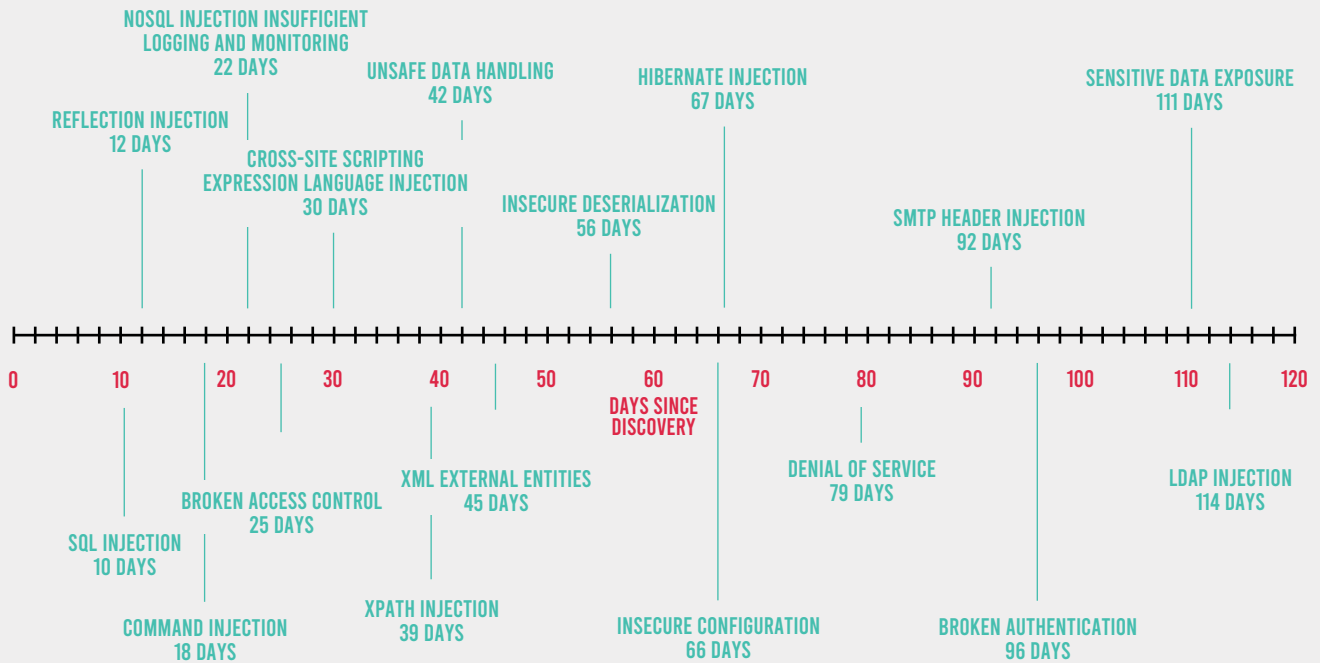 NOSQL INJECTION INSUFFICIENT
LOGGING AND MONITORING
22 DAYS
UNSAFE DATA HANDLING
42 DAYS
HIBERNATE INJECTION
67 DAYS
SENSITIVE DATA EXPOSURE
111 DAYS
REFLECTION INJECTION
12 DAYS
CROSS-SITE SCRIPTING
EXPRESSION LANGUAGE INJECTION
30 DAYS
INSECURE DESERIALIZATION
56 DAYS
SMTP HEADER INJECTION
92 DAYS
0 10 20 30 40 50 60 70 80 90 100 110 120
DAYS SINCE
DISCOVERY
BROKEN ACCESS CONTROL
25 DAYS
XML EXTERNAL ENTITIES
45 DAYS
DENIAL OF SERVICE
79 DAYS
LDAP INJECTION
114 DAYS
SQL INJECTION
10 DAYS
XPATH INJECTION
39 DAYS
COMMAND INJECTION
18 DAYS
INSECURE CONFIGURATION
66 DAYS
BROKEN AUTHENTICATION
96 DAYS